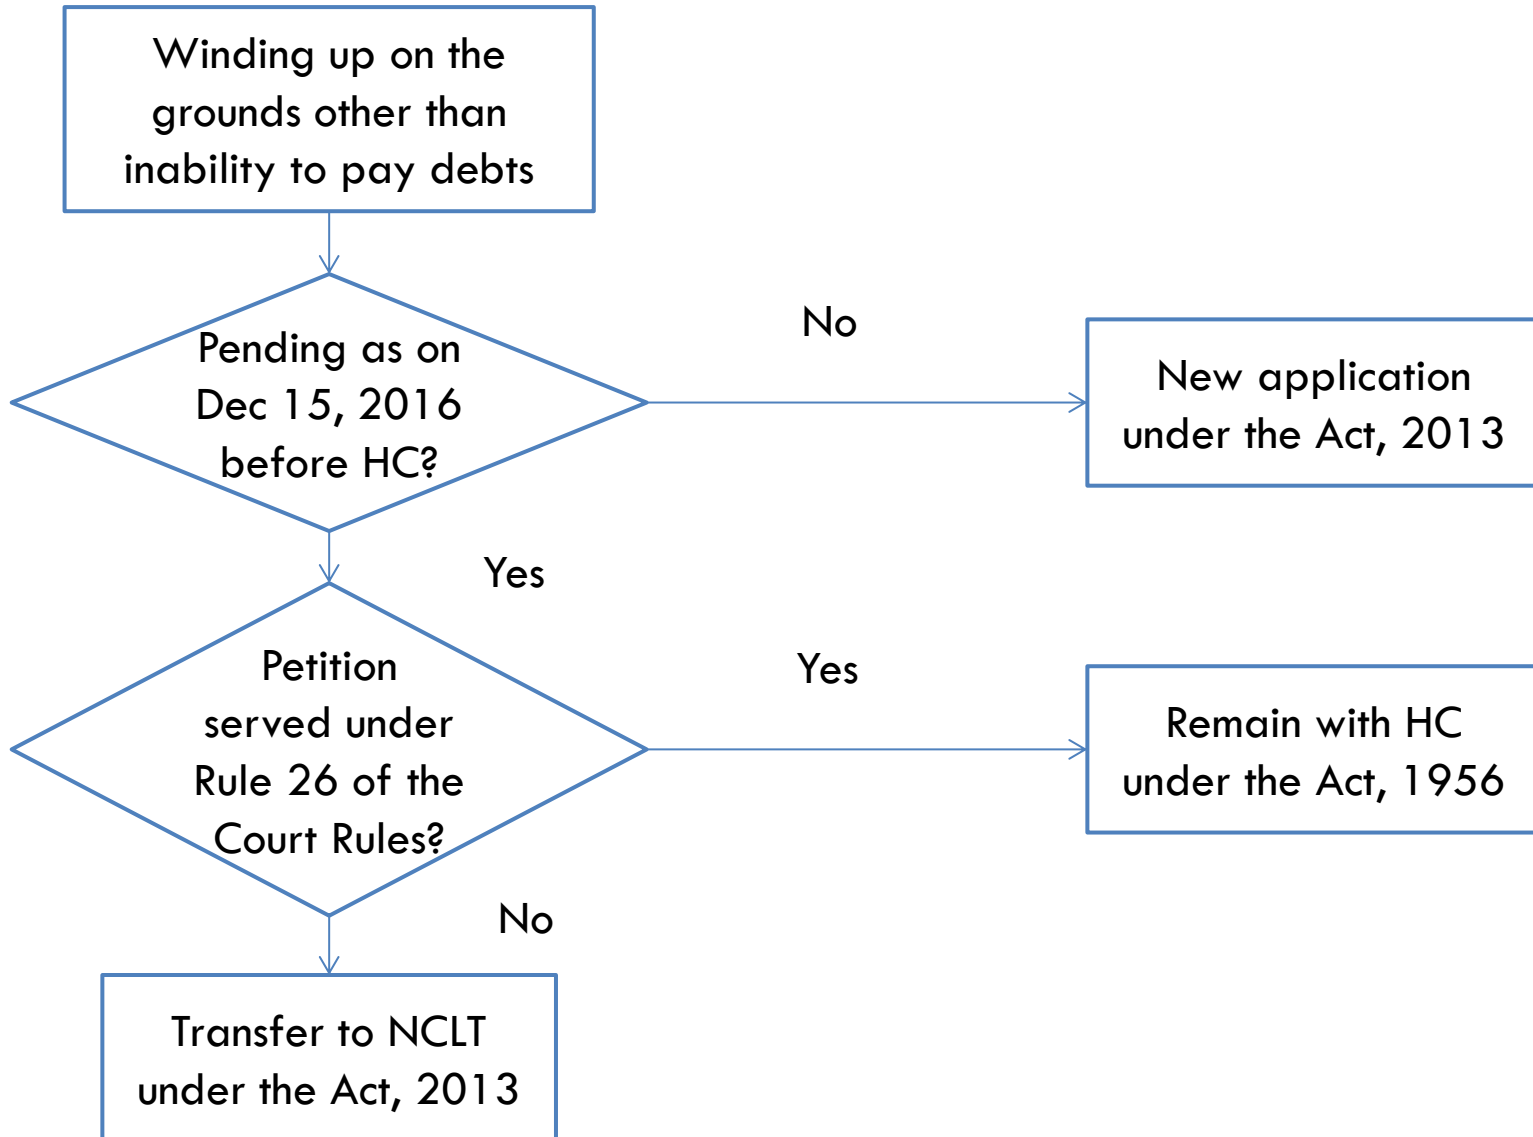 Winding up on the
grounds other than
inability to pay debts
Pending as on
Dec 15, 2016
before HC?
No
New application
under the Act, 2013
Yes
Petition
served under
Rule 26 of the
Court Rules?
Yes
Remain with HC
under the Act, 1956
No
Transfer to NCLT
under the Act, 2013